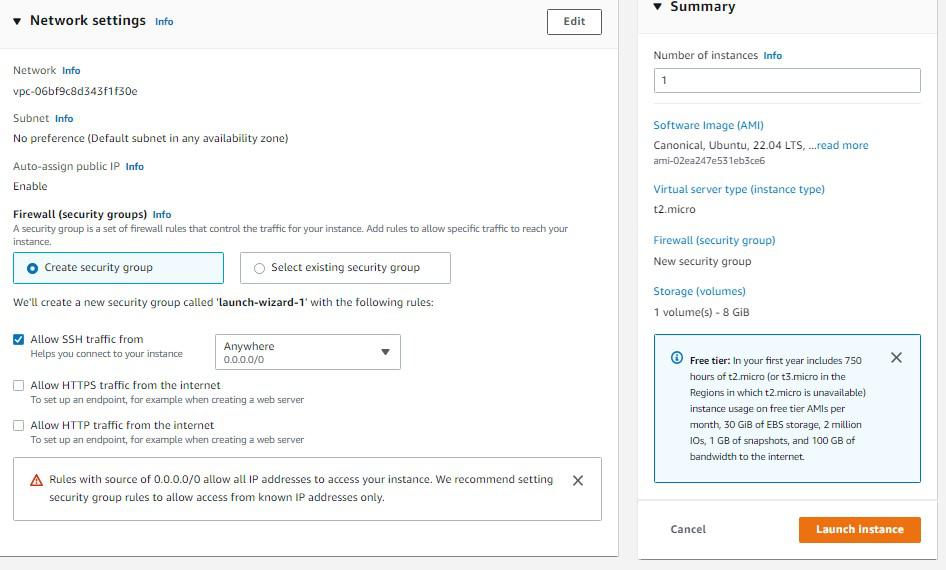 Network settings Info
Edit
Network Info
vpc-06bf9c8d343f1f30e
Subnet Info
No preference (Default subnet in any availability zone)
Auto-assign public IP Info
Enable
Firewall (security groups) Info
A security group is a set of firewall rules that control the traffic for your instance. Add rules to allow specific traffic to reach your
instance.
Create security group
Select existing security group
We'll create a new security group called 'launch-wizard-1' with the following rules:
Allow SSH traffic from
Helps you connect to your instance
Anywhere
0.0.0.0/0
Allow HTTPS traffic from the internet
To set up an endpoint, for example when creating a web server
Allow HTTP traffic from the internet
To set up an endpoint, for example when creating a web server
Rules with source of 0.0.0.0/0 allow all IP addresses to access your instance. We recommend setting
security group rules to allow access from known IP addresses only.
Summary
Number of instances Info
1
Software Image (AMI)
Canonical, Ubuntu, 22.04 LTS, ...read more
ami-02ea247e531eb3ce6
Virtual server type (instance type)
t2.micro
Firewall (security group)
New security group
Storage (volumes)
1 volume(s) - 8 GiB
Free tier: In your first year includes 750
hours of t2.micro (or t3.micro in the
Regions in which t2.micro is unavailable)
instance usage on free tier AMIs per
month, 30 GiB of EBS storage, 2 million
IOs, 1 GB of snapshots, and 100 GB of
bandwidth to the internet.
Cancel
Launch instance